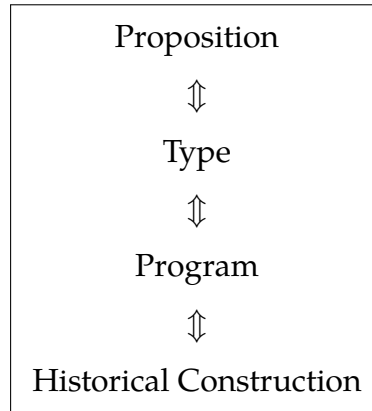 Proposition
⇕
Type
⇕
Program
⇕
Historical Construction